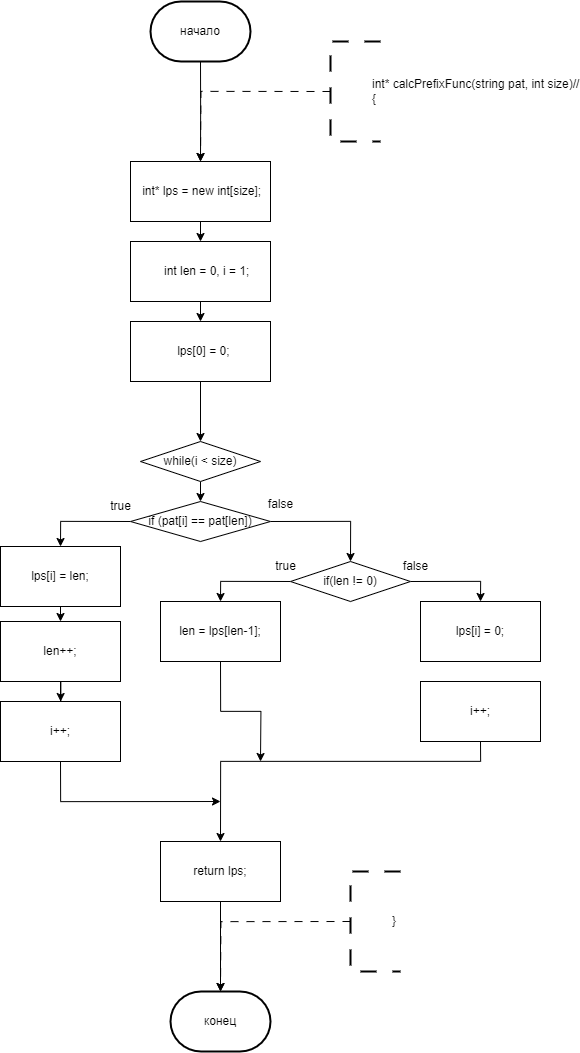 начало
int* calcPrefixFunc(string pat, int size)//
{
int* lps = new int[size];
int len = 0, i = 1;
lps[0] = 0;
while(i < size)
true
false
if (pat[i] == pat[len])
true
false
lps[i] = len;
if(len != 0)
len = lps[len-1];
lps[i] = 0;
len++;
i++;
i++;
return lps;
}
конец